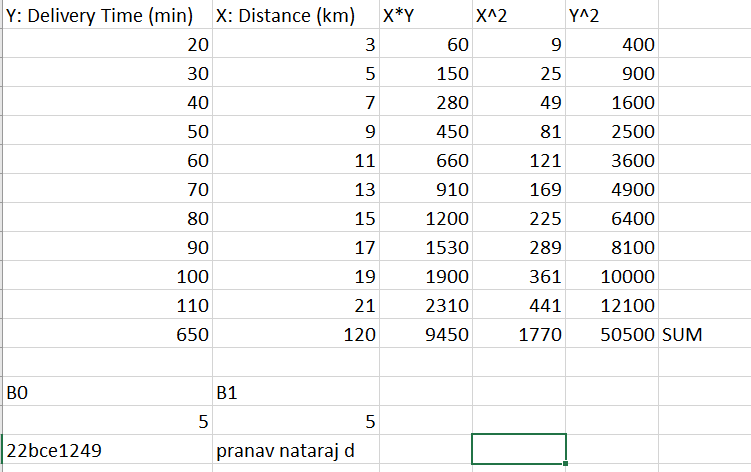 Y: Delivery Time (min) X: Distance (km) X*Y X^2 Y^2
20 3 60 9 400
30 5 150 25 900
40 7 280 49 1600
50 9 450 81 2500
60 11 660 121 3600
70 13 910 169 4900
80 15 1200 225 6400
90 17 1530 289 8100
100 19 1900 361 10000
110 21 2310 441 12100
650 120 9450 1770 50500 SUM
B0 B1
5 5
22bce1249 pranav nataraj d